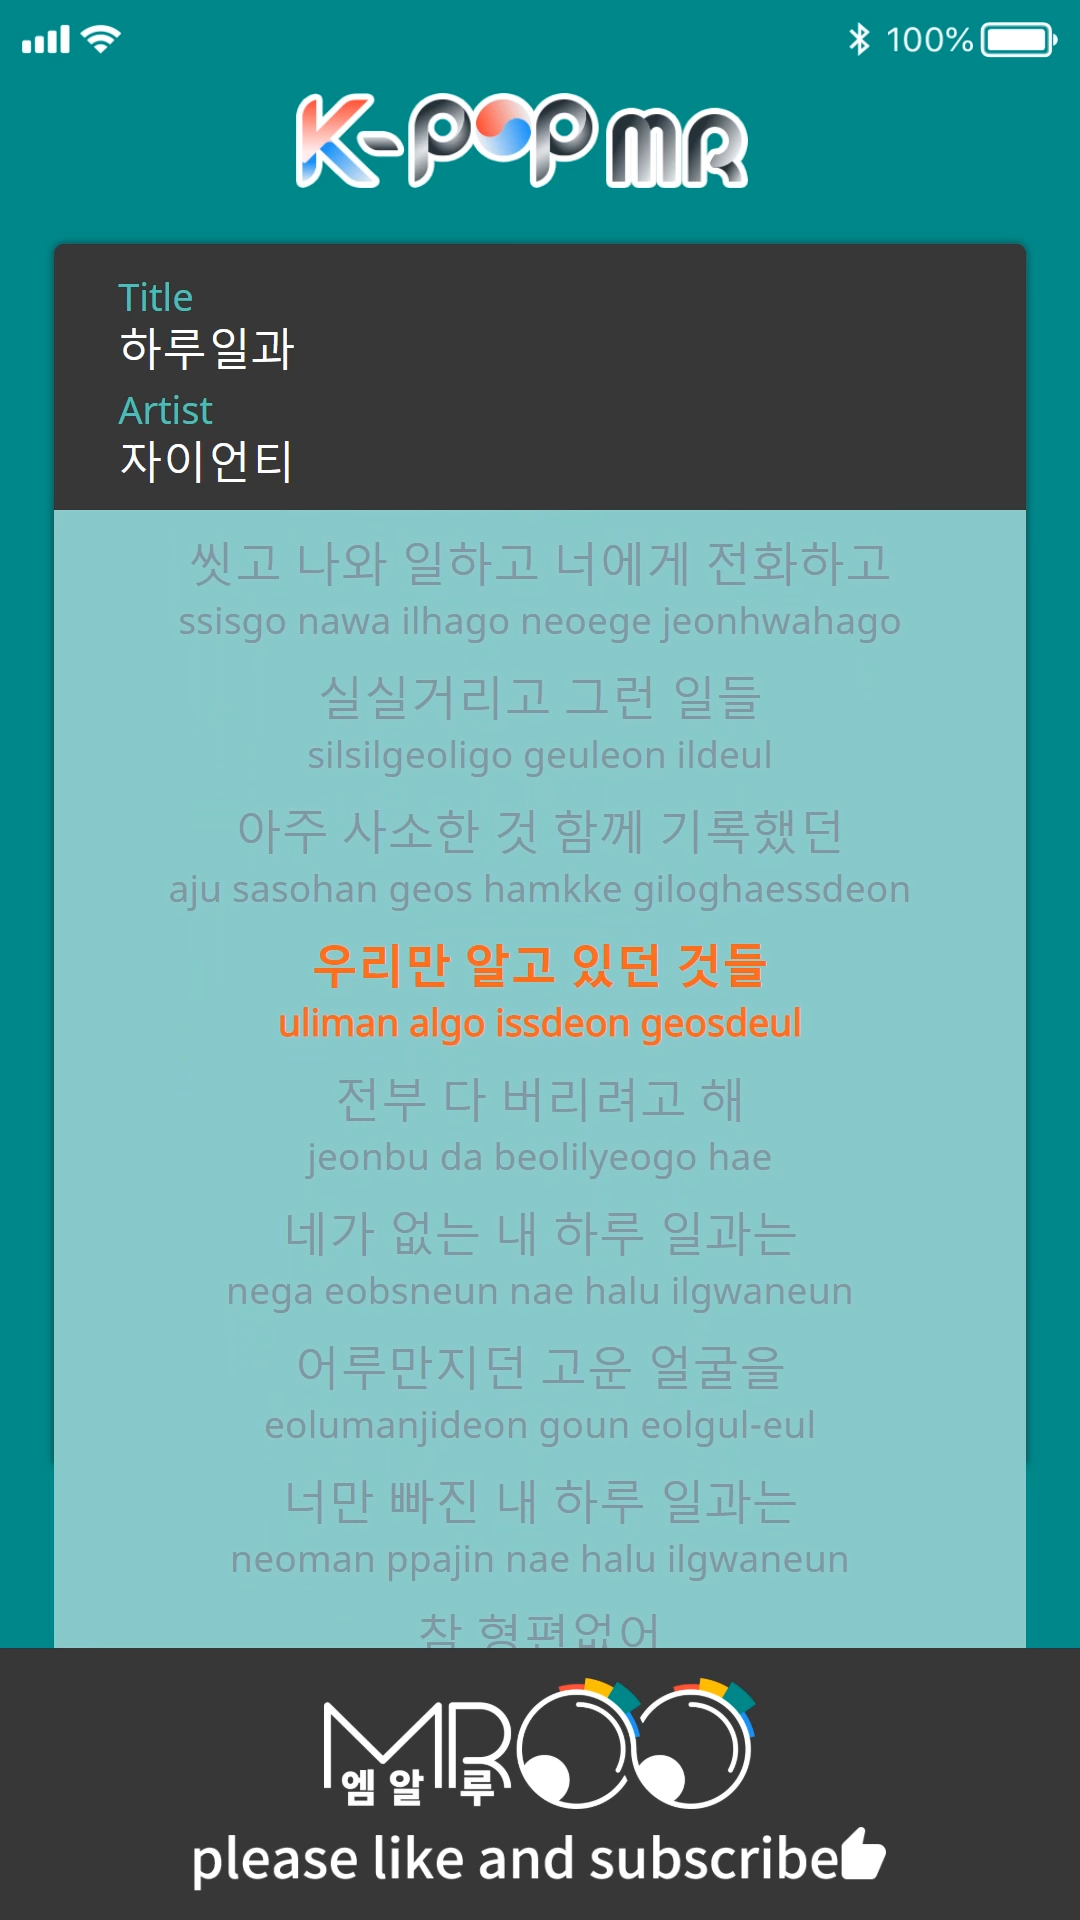 100%
K-POP MR
Title
하루일과
Artist
자이언티
씻고 나와 일하고 너에게 전화하고
ssisgo nawa ilhago neoege jeonhwahago
실실거리고 그런 일들
silsilgeoligo geuleon ildeul
아주 사소한 것 함께 기록했던
aju sasohan geos hamkke giloghaessdeon
우리만 알고 있던 것들
uliman algo issdeon geosdeul
전부 다 버리려고 해
jeonbu da beolilyeogo hae
네가 없는 내 하루 일과는
nega eobsneun nae halu ilgwaneun
어루만지던 고운 얼굴을
eolumanjideon goun eolgul-eul
너만 빠진 내 하루 일과는
neoman ppajin nae halu ilgwaneun
참 형편없어
MROO
엠알루
please like and subscribe